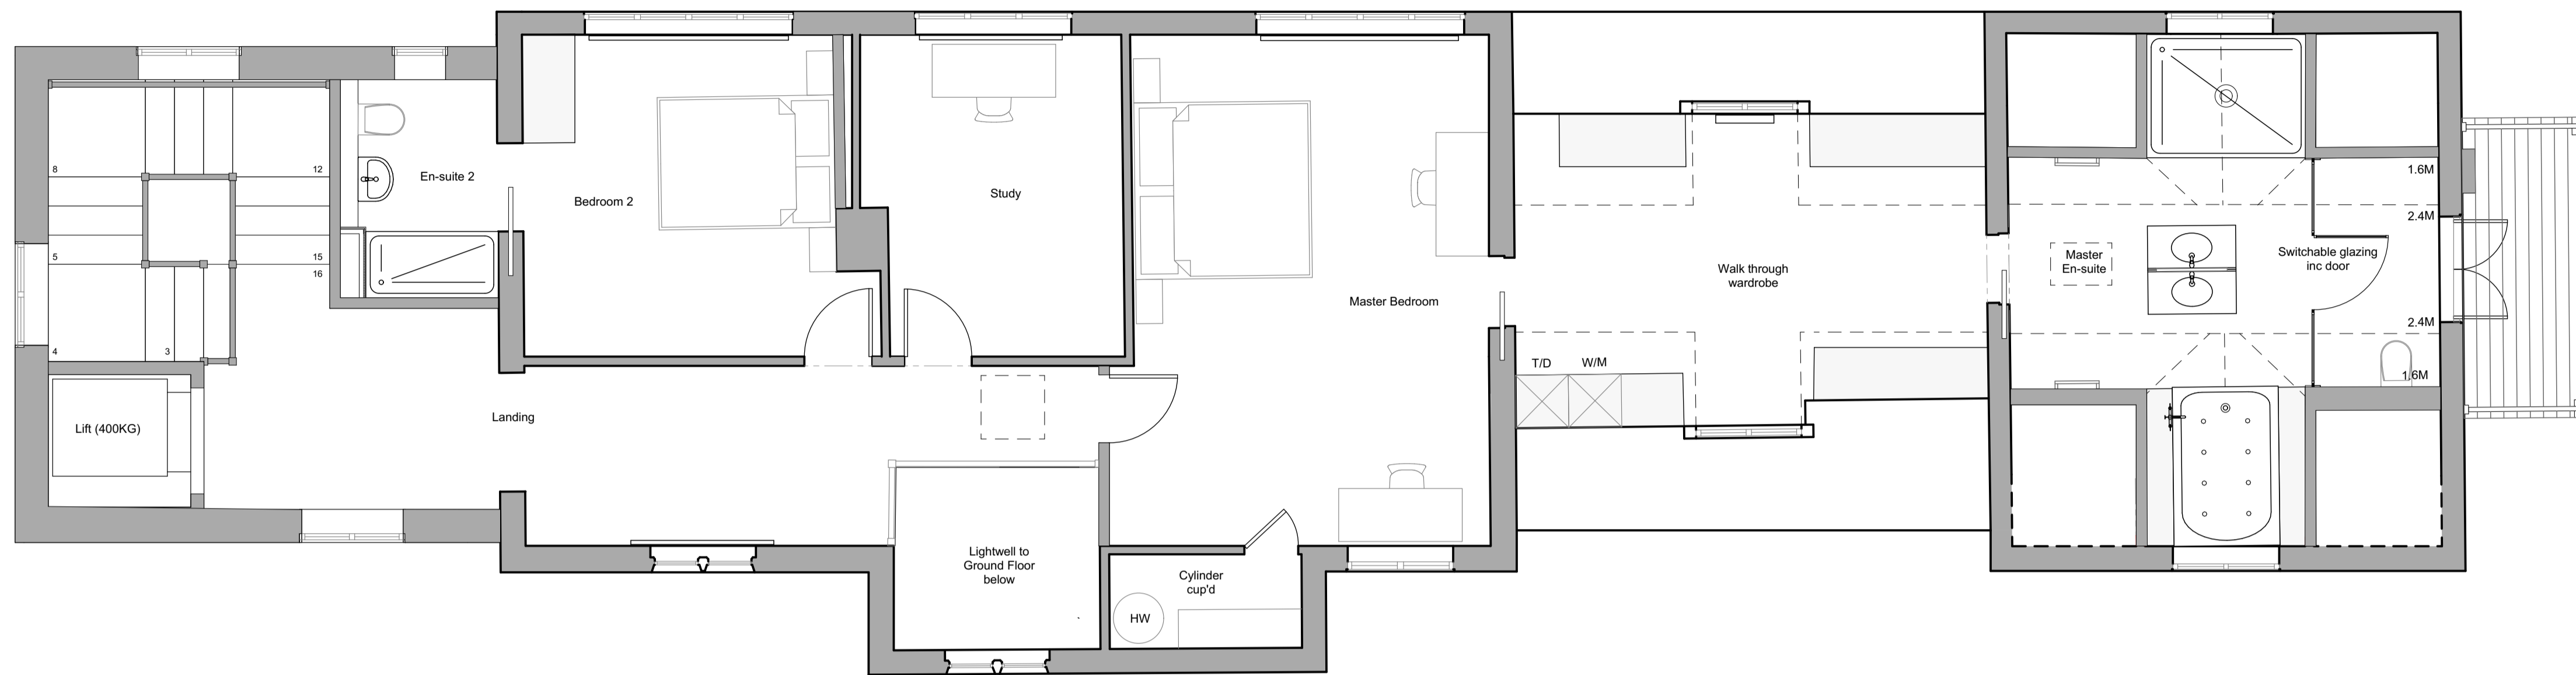 8
12
5
15
16
4
3
Lift (400KG)
En-suite 2
Bedroom 2
Study
Landing
Lightwell to
Ground Floor
below
Cylinder
cup'd
HW
Master Bedroom
Walk through
wardrobe
T/D
W/M
Master
En-suite
Switchable glazing
inc door
1.6M
2.4M
2.4M
1.6M